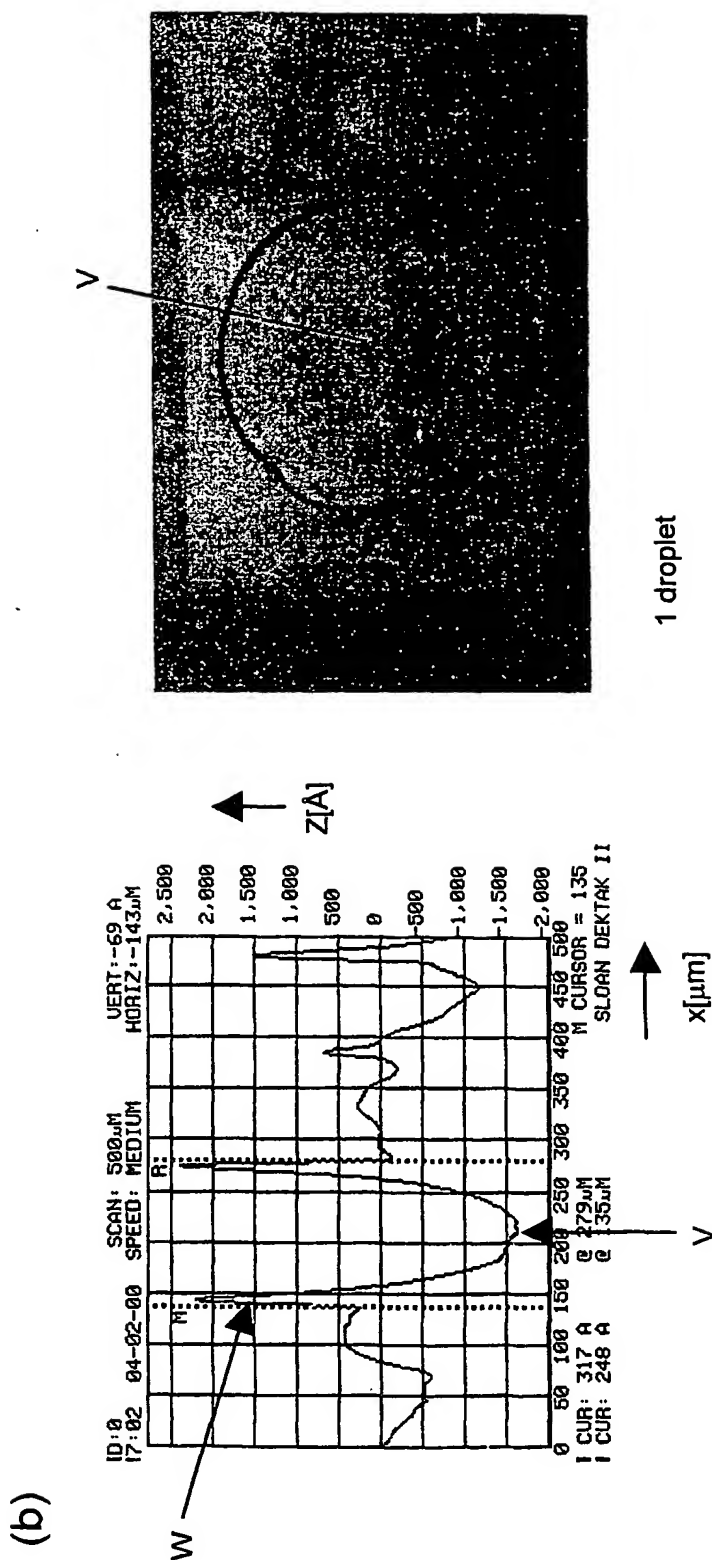 (b)
ID:0 SCAN: 500µM VERT:-69 A
17:02 04-02-00 SPEED: MEDIUM HORIZ:-143µM
M
R
2,500
2,000
1,500
1,000
500
0
-500
-1,000
-1,500
-2,000
0 50 100 150 200 250 300 350 400 450 500
CUR: 317 A @ 279µM M CURSOR = 135
CUR: 248 A @ 135µM SLOAN DEKTAK II
W
V
Z[Å]
x[µm]
V
1 droplet